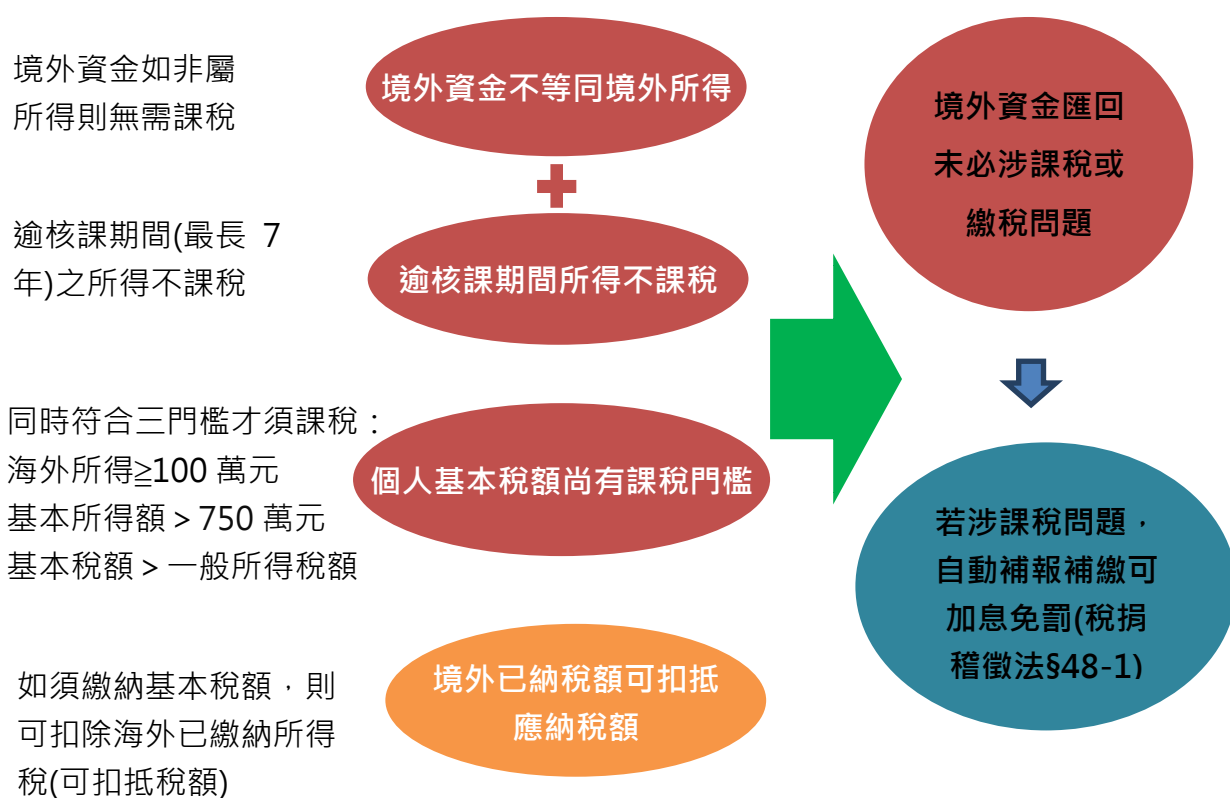 境外資金如非屬
所得則無需課稅
境外資金不等同境外所得
逾核課期間(最長 7
年)之所得不課稅
逾核課期間所得不課稅
同時符合三門檻才須課稅：
海外所得≧100 萬元
基本所得額 > 750 萬元
基本稅額 > 一般所得稅額
個人基本稅額尚有課稅門檻
如須繳納基本稅額，則
可扣除海外已繳納所得
稅(可扣抵稅額)
境外已納稅額可扣抵
應納稅額
境外資金匯回
未必涉課稅或
繳稅問題
若涉課稅問題，
自動補報補繳可
加息免罰(稅捐
稽徵法§48-1)